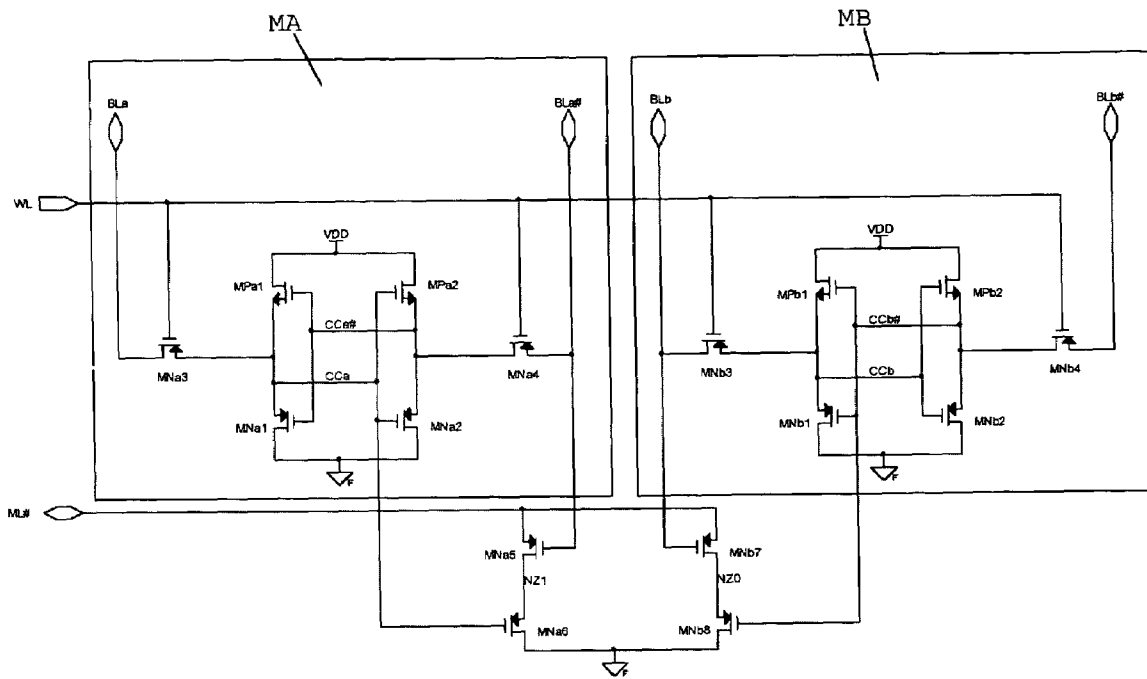 MA
MB
BLa
BLa#
BLb
BLb#
WL
VDD
VDD
MPa1
MPa2
MPb1
MPb2
CCa#
CCb#
MNa3
CCa
MNa4
MNb3
CCb
MNb4
MNa1
MNa2
MNb1
MNb2
F
F
ML#
MNa5
MNb7
NZ1
NZ0
MNa6
MNb8
F